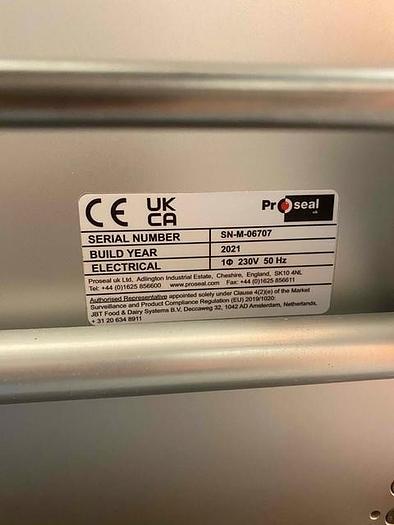 CE UK CA Proseal uk
SERIAL NUMBER SN-M-06707
BUILD YEAR 2021
ELECTRICAL 1Φ 230V 50 Hz
Proseal uk Ltd, Adlington Industrial Estate, Cheshire, England, SK10 4NL
Tel: +44 (0)1625 856600 www.proseal.com Fax: +44 (0)1625 856611
Authorised Representative appointed solely under Clause 4(2)(e) of the Market
Surveillance and Product Compliance Regulation (EU) 2019/1020:
JBT Food & Dairy Systems B.V, Deccaweg 32, 1042 AD Amsterdam, Netherlands,
+ 31 20 634 8911